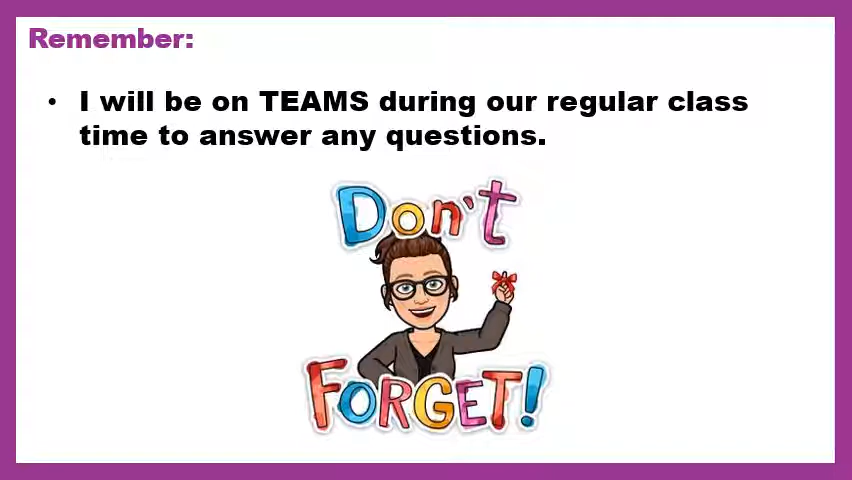 Remember:
• I will be on TEAMS during our regular class
time to answer any questions.
Don't
FORGET!